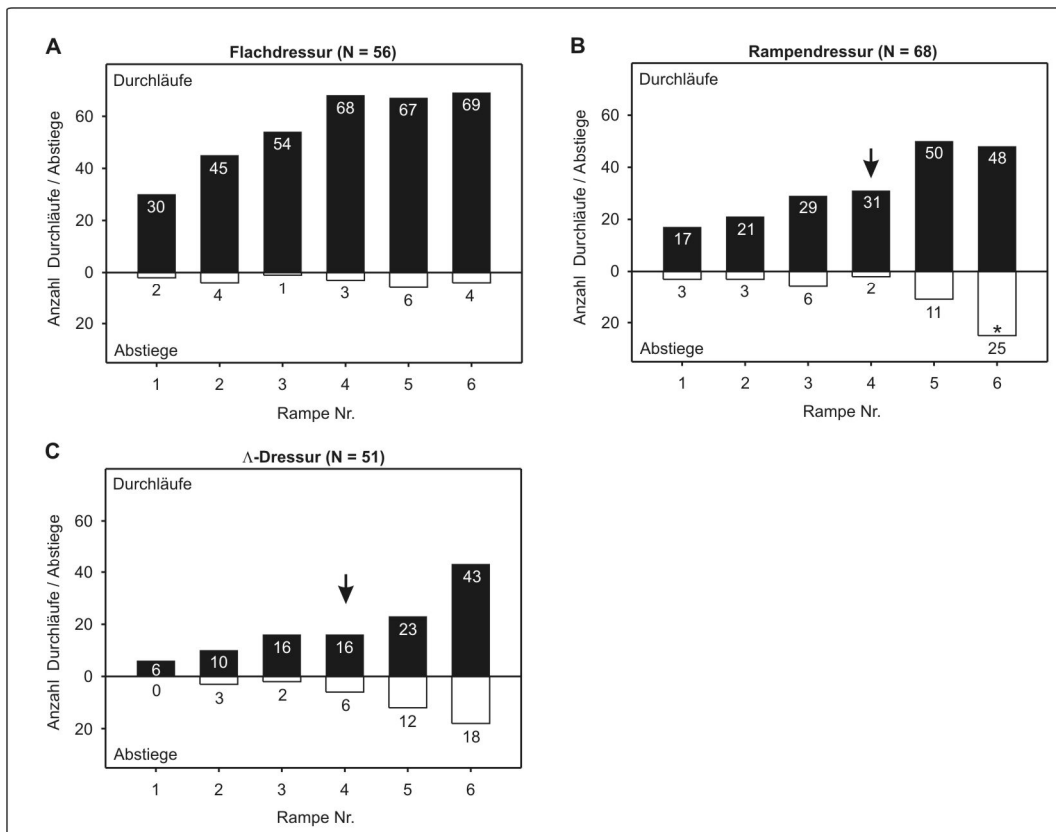 A
Flachdressur (N = 56)
Durchläufe
Anzahl Durchläufe / Abstiege
60
40
20
0
20
30
45
54
68
67
69
2
4
1
3
6
4
Abstiege
1 2 3 4 5 6
Rampe Nr.
B
Rampendressur (N = 68)
Durchläufe
Anzahl Durchläufe / Abstiege
60
40
20
0
20
17
21
29
31
50
48
3
3
6
2
11
*
25
Abstiege
1 2 3 4 5 6
Rampe Nr.
C
Λ-Dressur (N = 51)
Durchläufe
Anzahl Durchläufe / Abstiege
60
40
20
0
20
6
10
16
16
23
43
0
3
2
6
12
18
Abstiege
1 2 3 4 5 6
Rampe Nr.